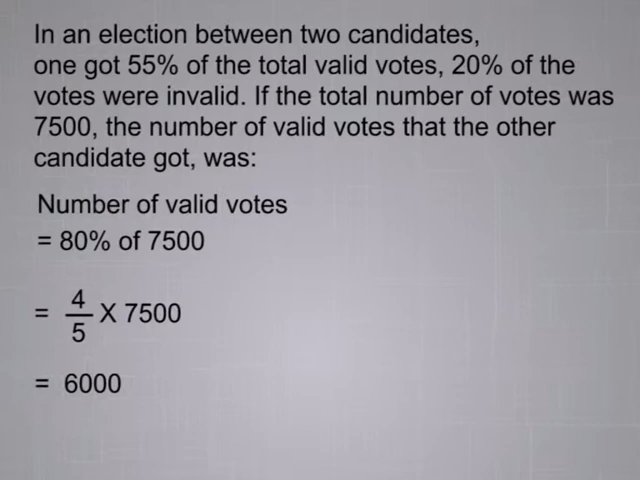 In an election between two candidates,
one got 55% of the total valid votes, 20% of the
votes were invalid. If the total number of votes was
7500, the number of valid votes that the other
candidate got, was:
Number of valid votes
= 80% of 7500
= 4/5 X 7500
= 6000